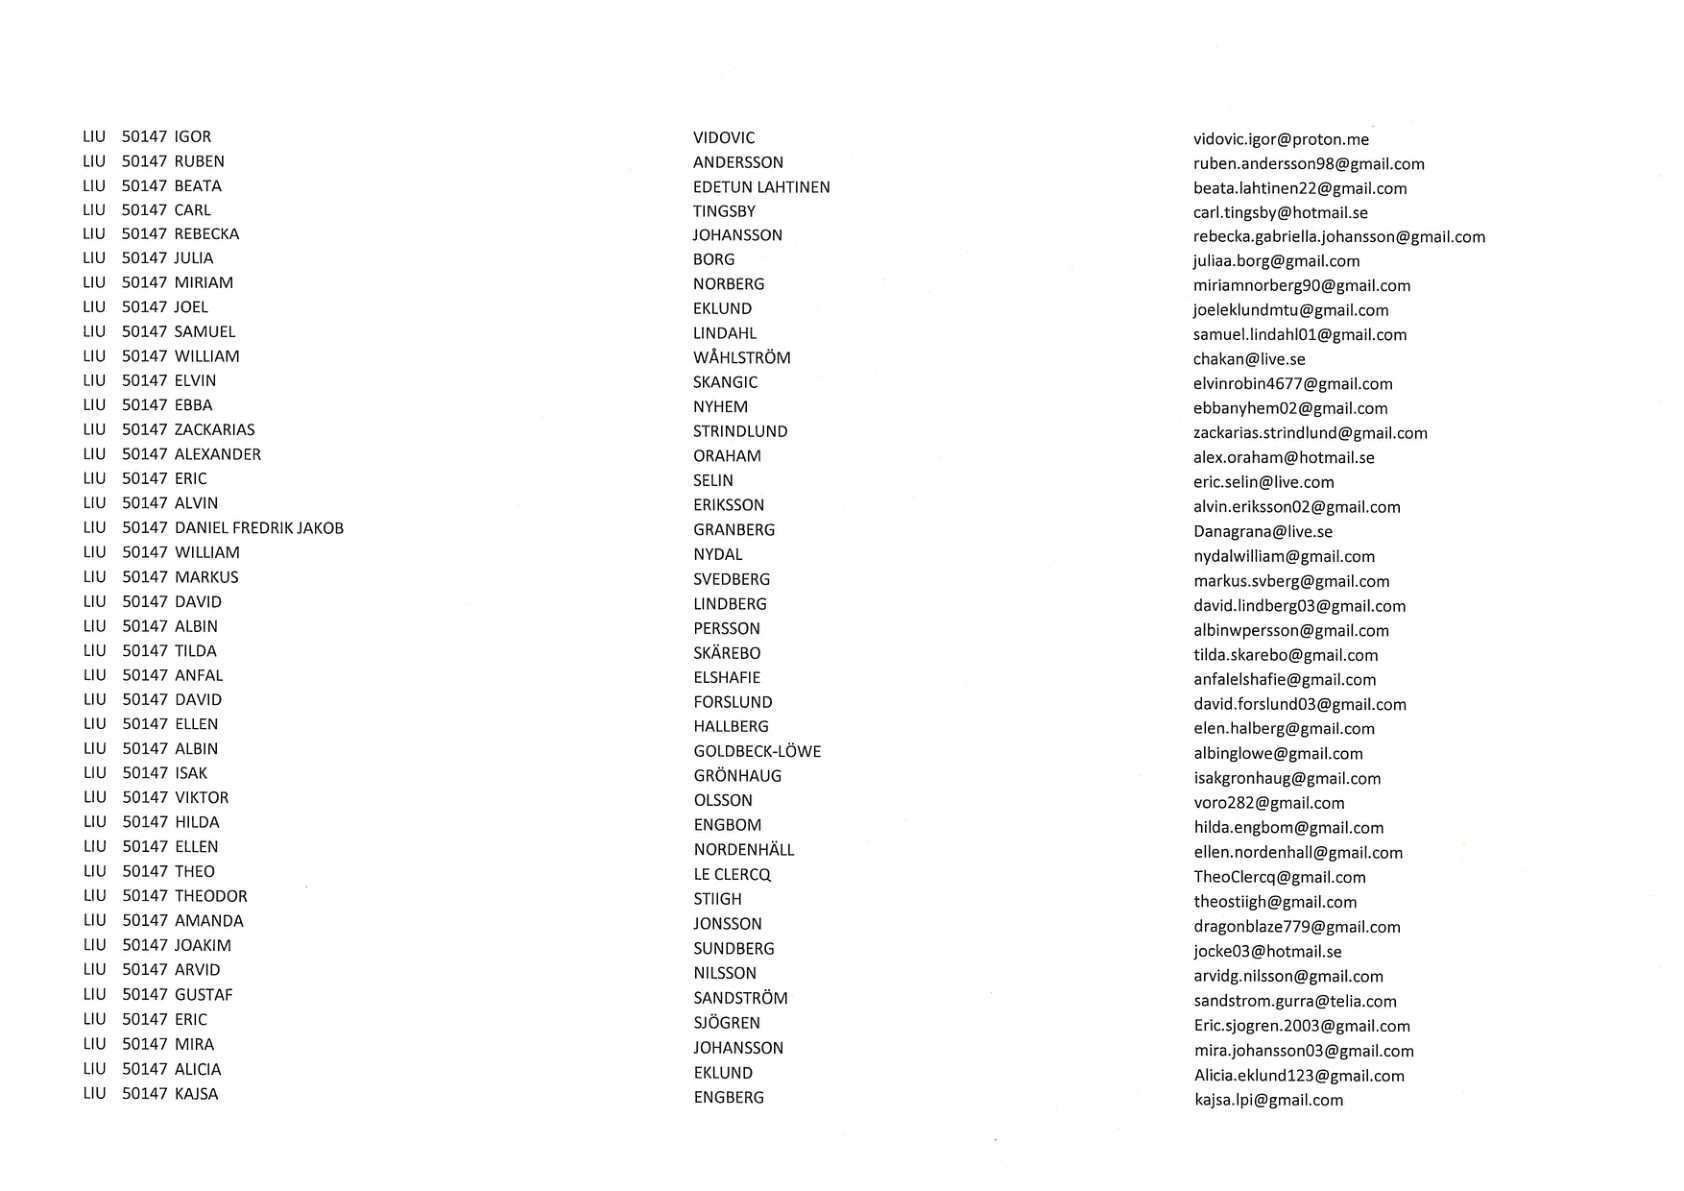 LIU 50147 IGOR VIDOVIC vidovic.igor@proton.me
LIU 50147 RUBEN ANDERSSON ruben.andersson98@gmail.com
LIU 50147 BEATA EDETUN LAHTINEN beata.lahtinen22@gmail.com
LIU 50147 CARL TINGSBY carl.tingsby@hotmail.se
LIU 50147 REBECKA JOHANSSON rebecka.gabriella.johansson@gmail.com
LIU 50147 JULIA BORG juliaa.borg@gmail.com
LIU 50147 MIRIAM NORBERG miriamnorberg90@gmail.com
LIU 50147 JOEL EKLUND joeleklundmtu@gmail.com
LIU 50147 SAMUEL LINDAHL samuel.lindahl01@gmail.com
LIU 50147 WILLIAM WÅHLSTRÖM chakan@live.se
LIU 50147 ELVIN SKANGIC elvinrobin4677@gmail.com
LIU 50147 EBBA NYHEM ebbanyhem02@gmail.com
LIU 50147 ZACKARIAS STRINDLUND zackarias.strindlund@gmail.com
LIU 50147 ALEXANDER ORAHAM alex.oraham@hotmail.se
LIU 50147 ERIC SELIN eric.selin@live.com
LIU 50147 ALVIN ERIKSSON alvin.eriksson02@gmail.com
LIU 50147 DANIEL FREDRIK JAKOB GRANBERG Danagrana@live.se
LIU 50147 WILLIAM NYDAL nydalwilliam@gmail.com
LIU 50147 MARKUS SVEDBERG markus.svberg@gmail.com
LIU 50147 DAVID LINDBERG david.lindberg03@gmail.com
LIU 50147 ALBIN PERSSON albinwpersson@gmail.com
LIU 50147 TILDA SKÄREBO tilda.skarebo@gmail.com
LIU 50147 ANFAL ELSHAFIE anfalelshafie@gmail.com
LIU 50147 DAVID FORSLUND david.forslund03@gmail.com
LIU 50147 ELLEN HALLBERG elen.halberg@gmail.com
LIU 50147 ALBIN GOLDBECK-LÖWE albinglowe@gmail.com
LIU 50147 ISAK GRÖNHAUG isakgronhaug@gmail.com
LIU 50147 VIKTOR OLSSON voro282@gmail.com
LIU 50147 HILDA ENGBOM hilda.engbom@gmail.com
LIU 50147 ELLEN NORDENHÄLL ellen.nordenhall@gmail.com
LIU 50147 THEO LE CLERCQ TheoClercq@gmail.com
LIU 50147 THEODOR STIIGH theostiigh@gmail.com
LIU 50147 AMANDA JONSSON dragonblaze779@gmail.com
LIU 50147 JOAKIM SUNDBERG jocke03@hotmail.se
LIU 50147 ARVID NILSSON arvidg.nilsson@gmail.com
LIU 50147 GUSTAF SANDSTRÖM sandstrom.gurra@telia.com
LIU 50147 ERIC SJÖGREN Eric.sjogren.2003@gmail.com
LIU 50147 MIRA JOHANSSON mira.johansson03@gmail.com
LIU 50147 ALICIA EKLUND Alicia.eklund123@gmail.com
LIU 50147 KAJSA ENGBERG kajsa.lpi@gmail.com